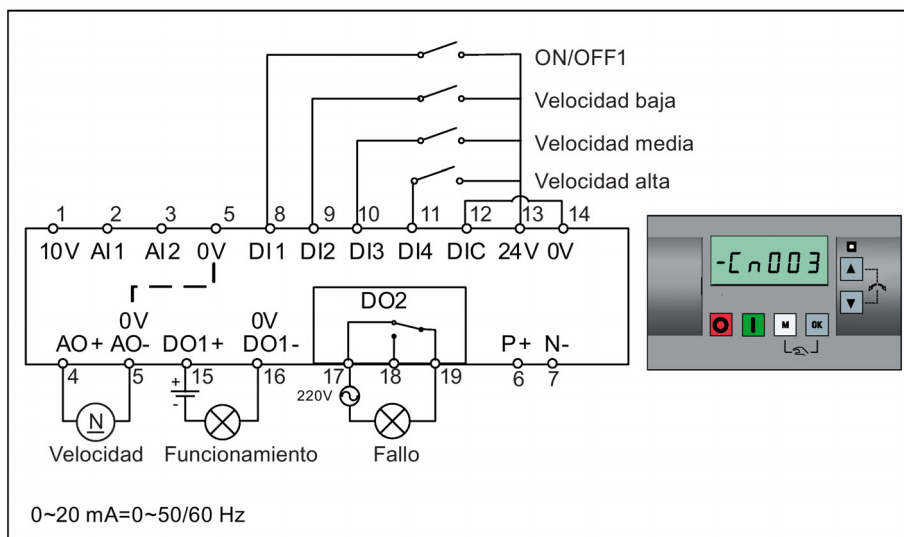 ON/OFF1
Velocidad baja
Velocidad media
Velocidad alta
1 2 3 5 8 9 10 11 12 13 14
10V AI1 AI2 0V DI1 DI2 DI3 DI4 DIC 24V 0V
-Cn003
DO2
0V 0V
AO+ AO- DO1+ DO1- P+ N-
M OK
4 5 15 16 17 18 19 6 7
+
-
220V
N
Velocidad Funcionamiento Fallo
0~20 mA=0~50/60 Hz